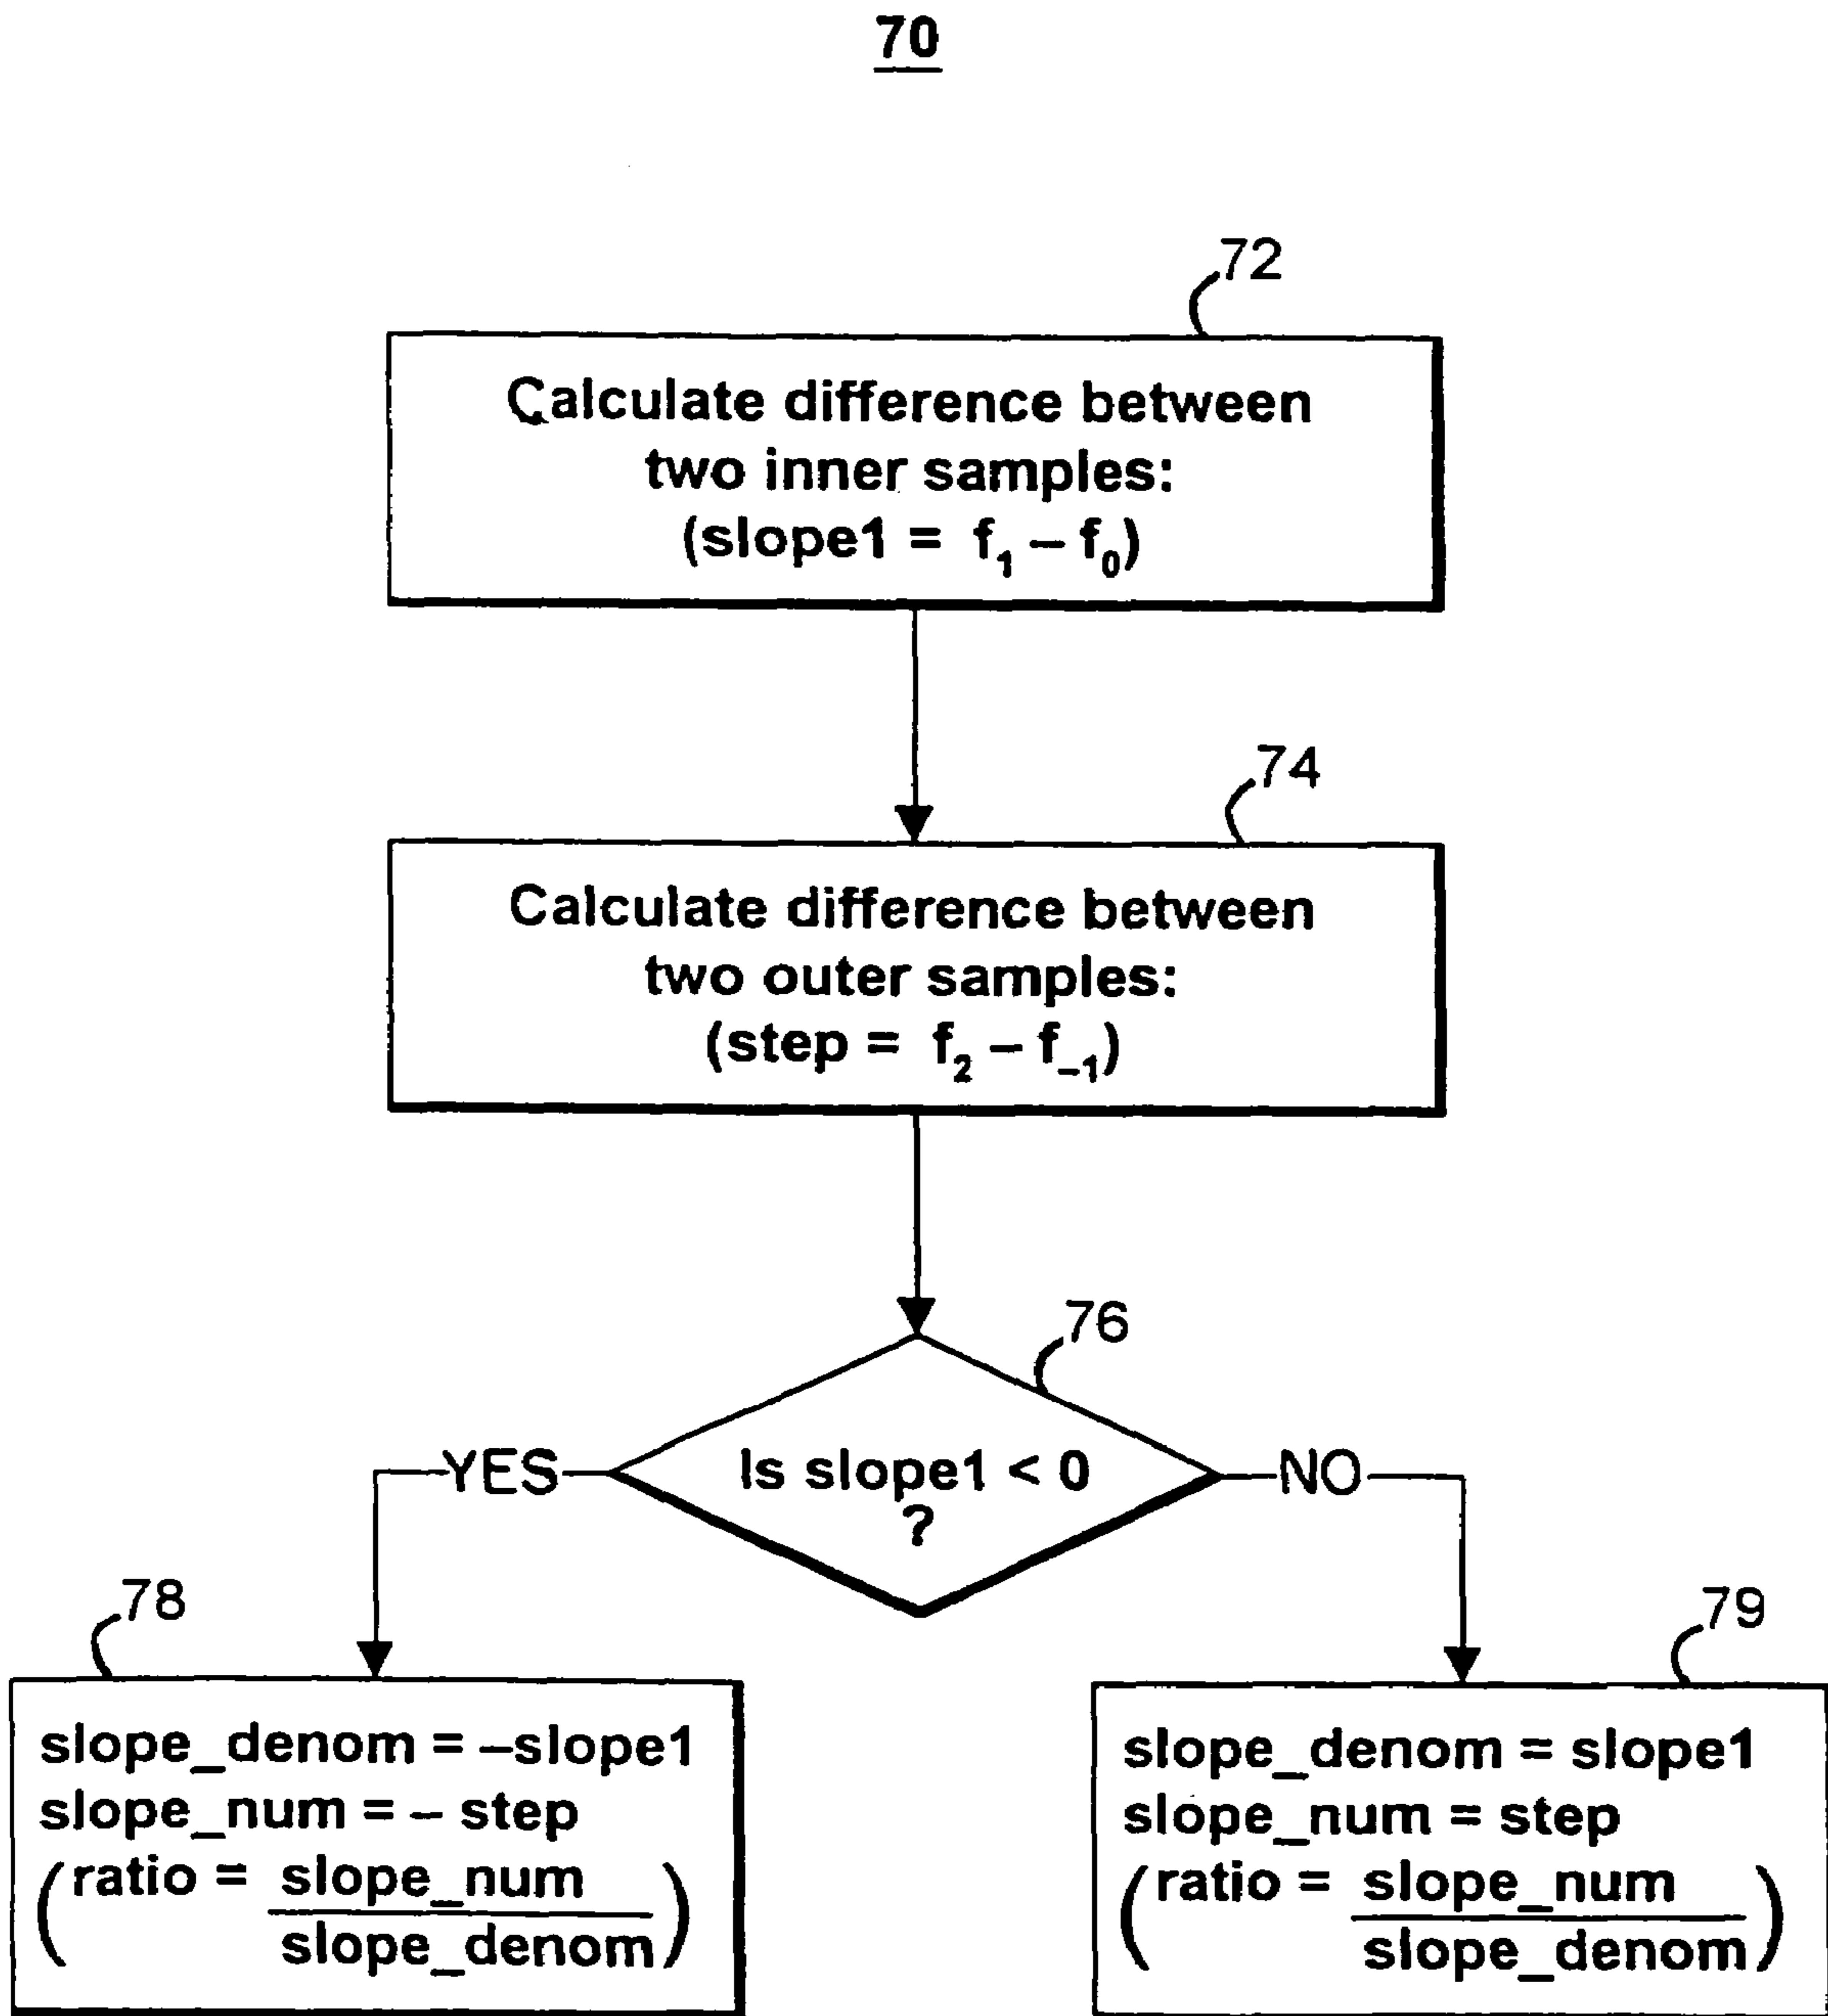 70
72
Calculate difference between
two inner samples:
(slope1 = f₁ – f₀)
74
Calculate difference between
two outer samples:
(step = f₂ – f₋₁)
76
YES
Is slope1 < 0
?
NO
78
slope_denom = –slope1
slope_num = – step
(ratio = slope_num
slope_denom)
79
slope_denom = slope1
slope_num = step
(ratio = slope_num
slope_denom)